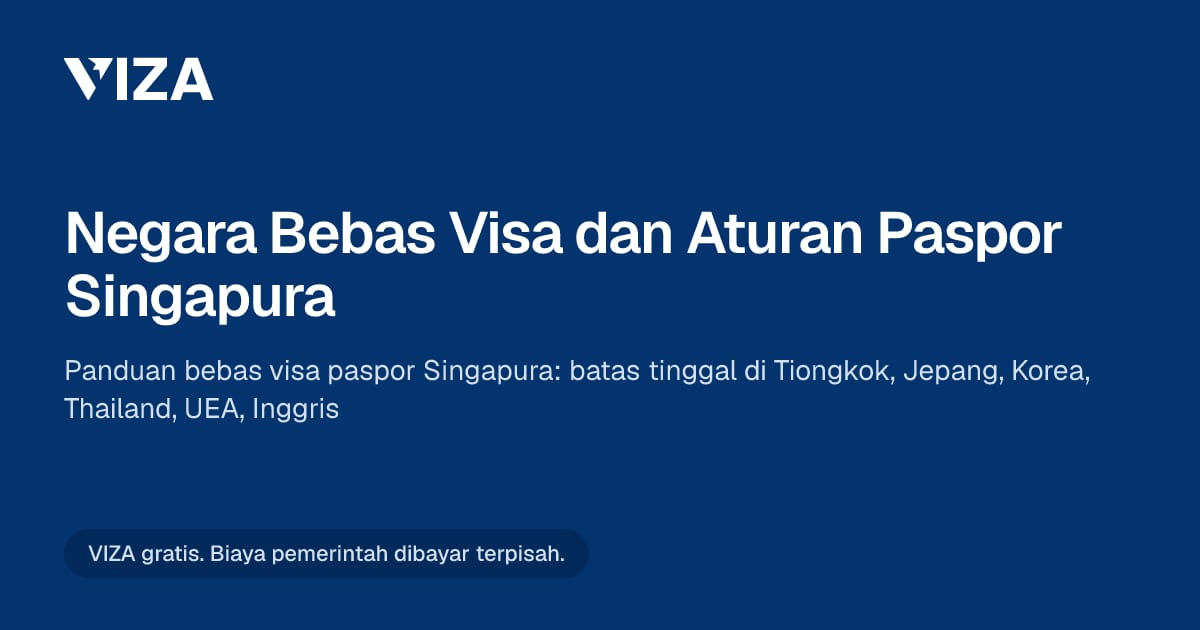 VIZA
Negara Bebas Visa dan Aturan Paspor
Singapura
Panduan bebas visa paspor Singapura: batas tinggal di Tiongkok, Jepang, Korea,
Thailand, UEA, Inggris
VIZA gratis. Biaya pemerintah dibayar terpisah.